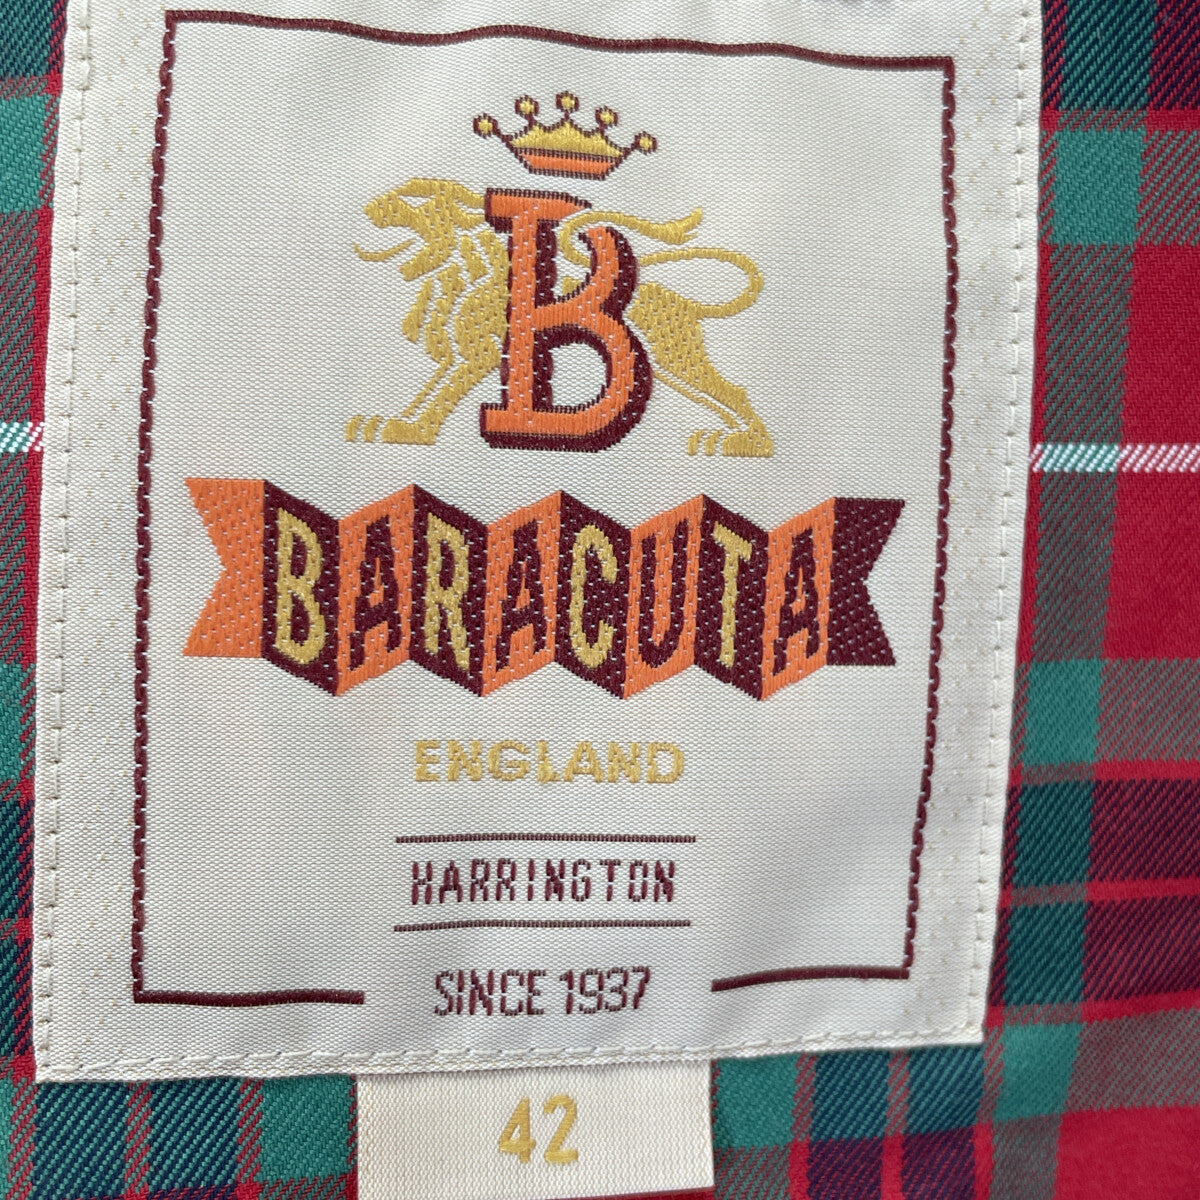 B
BARACUTA
ENGLAND
HARRINGTON
SINCE 1937
42